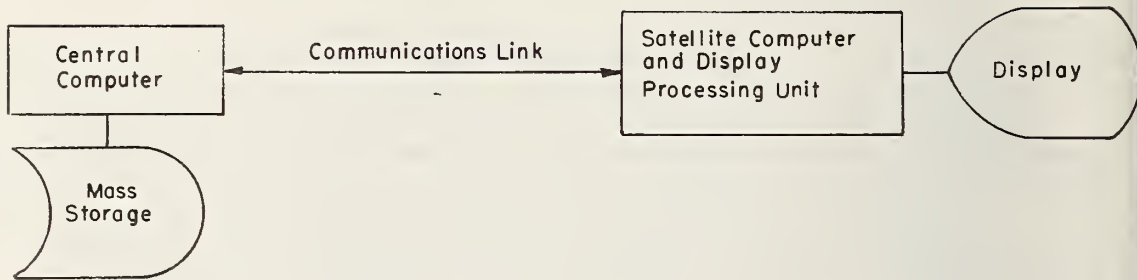 Central
Computer
Communications Link
Satellite Computer
and Display
Processing Unit
Display
Mass
Storage